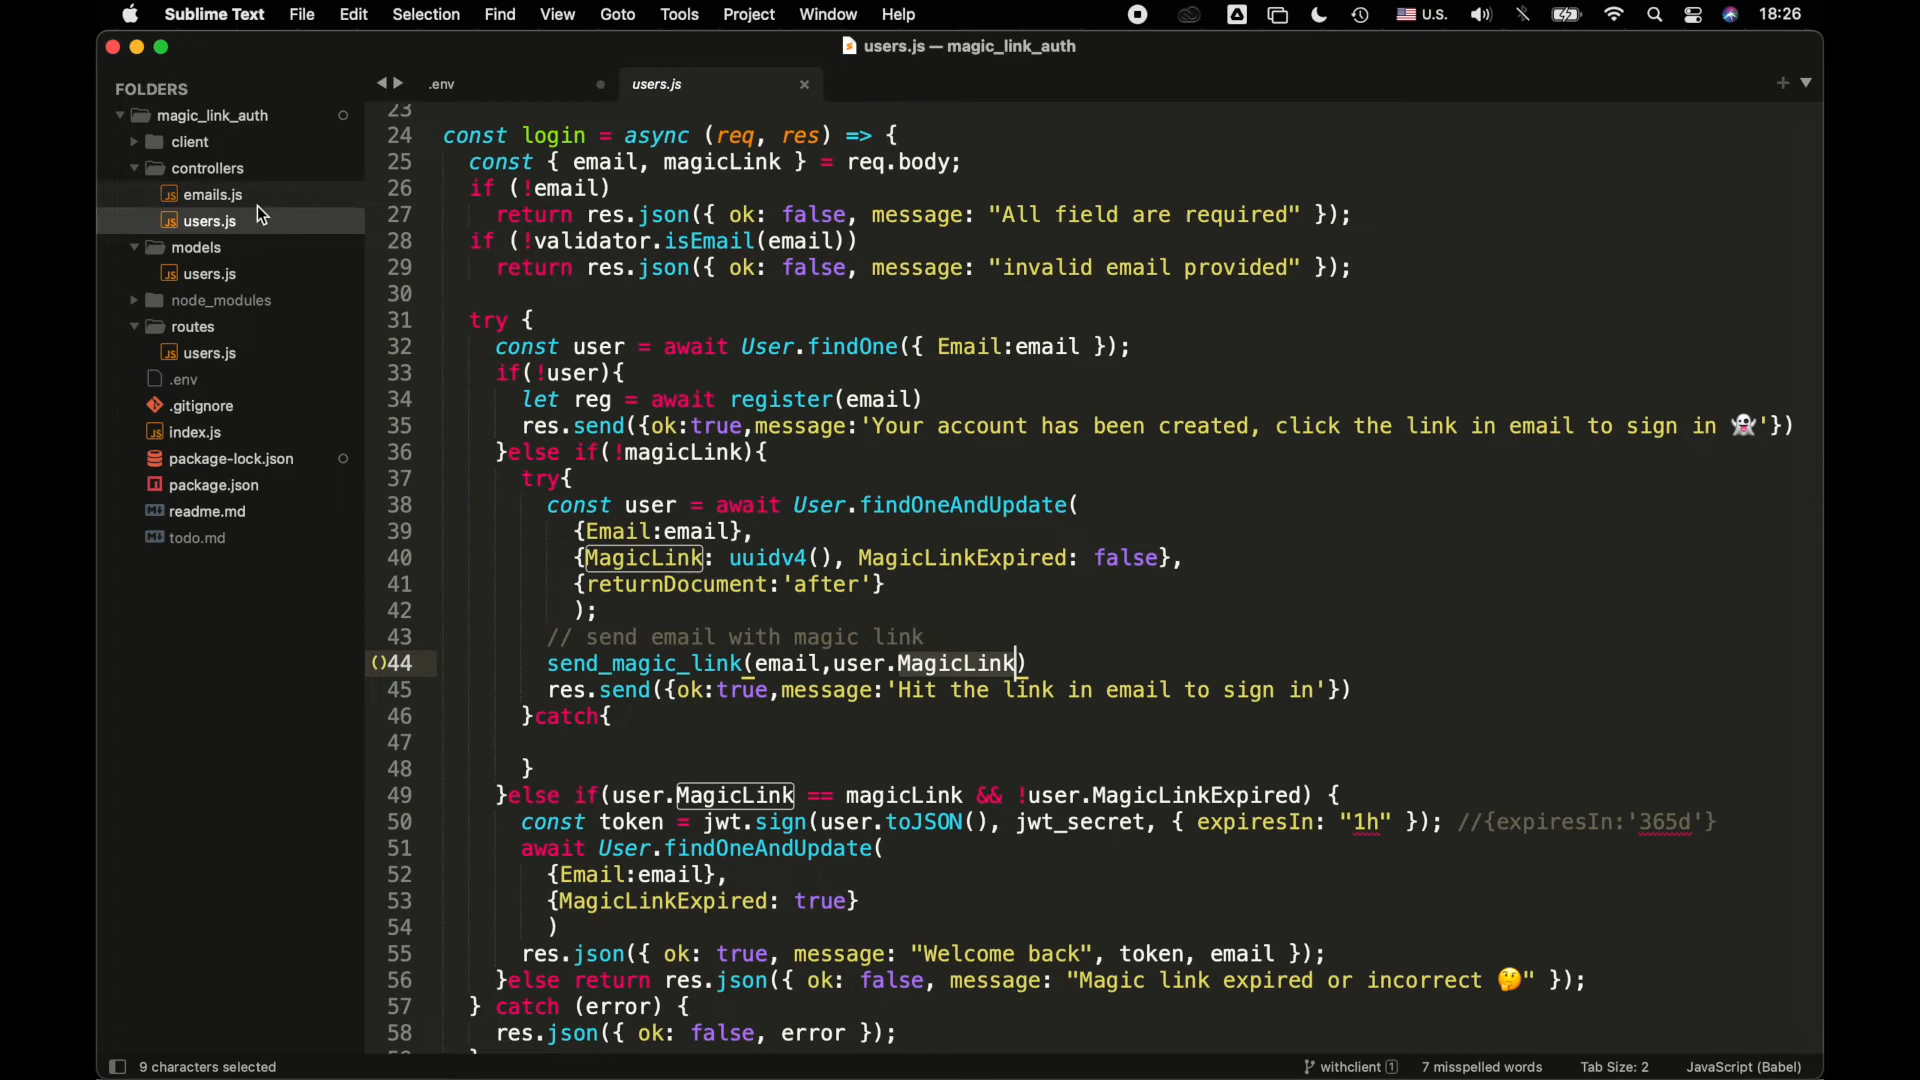 Sublime Text File Edit Selection Find View Goto Tools Project Window Help U.S. 18:26
users.js — magic_link_auth
FOLDERS
magic_link_auth
client
controllers
emails.js
users.js
models
users.js
node_modules
routes
users.js
.env
.gitignore
index.js
package-lock.json
package.json
readme.md
todo.md
.env users.js
23
24 const login = async (req, res) => {
25 const { email, magicLink } = req.body;
26 if (!email)
27 return res.json({ ok: false, message: "All field are required" });
28 if (!validator.isEmail(email))
29 return res.json({ ok: false, message: "invalid email provided" });
30
31 try {
32 const user = await User.findOne({ Email:email });
33 if(!user){
34 let reg = await register(email)
35 res.send({ok:true,message:'Your account has been created, click the link in email to sign in 👻'})
36 }else if(!magicLink){
37 try{
38 const user = await User.findOneAndUpdate(
39 {Email:email},
40 {MagicLink: uuidv4(), MagicLinkExpired: false},
41 {returnDocument:'after'}
42 );
43 // send email with magic link
44 send_magic_link(email,user.MagicLink)
45 res.send({ok:true,message:'Hit the link in email to sign in'})
46 }catch{
47
48 }
49 }else if(user.MagicLink == magicLink && !user.MagicLinkExpired) {
50 const token = jwt.sign(user.toJSON(), jwt_secret, { expiresIn: "1h" }); //{expiresIn:'365d'}
51 await User.findOneAndUpdate(
52 {Email:email},
53 {MagicLinkExpired: true}
54 )
55 res.json({ ok: true, message: "Welcome back", token, email });
56 }else return res.json({ ok: false, message: "Magic link expired or incorrect 🤔" });
57 } catch (error) {
58 res.json({ ok: false, error });
9 characters selected withclient 1 7 misspelled words Tab Size: 2 JavaScript (Babel)